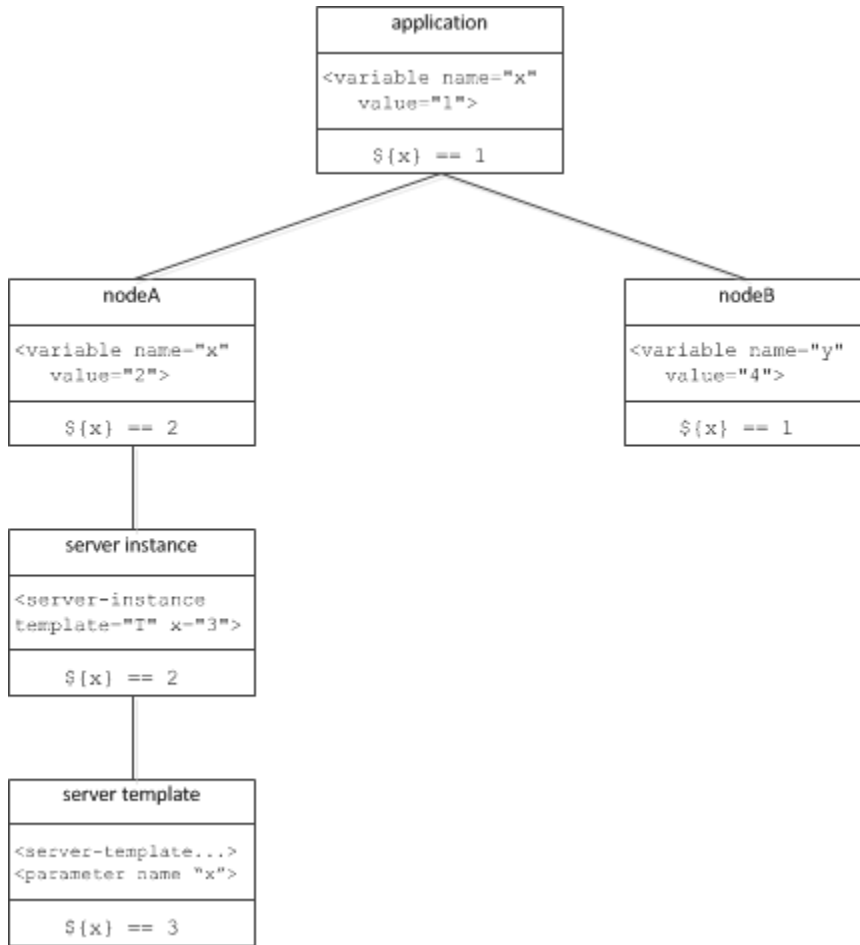 application
<variable name="x"
value="1">
${x} == 1
nodeA
<variable name="x"
value="2">
${x} == 2
nodeB
<variable name="y"
value="4">
${x} == 1
server instance
<server-instance
template="T" x="3">
${x} == 2
server template
<server-template...>
<parameter name “x”>
${x} == 3